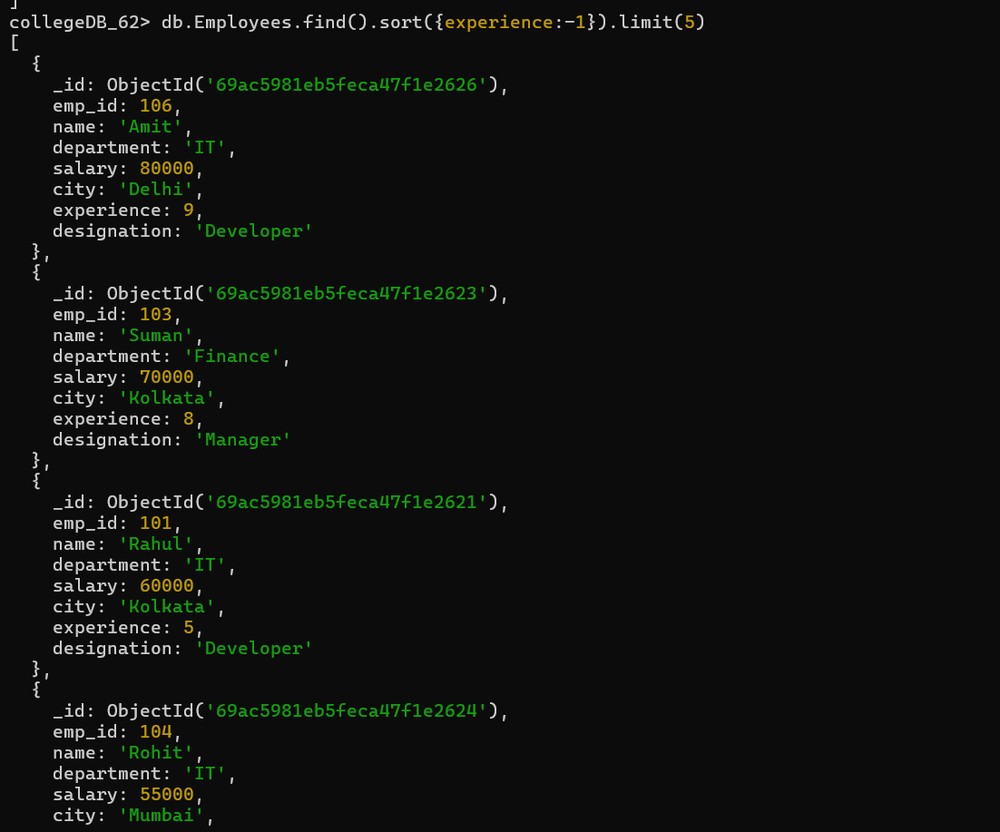 ]
collegeDB_62> db.Employees.find().sort({experience:-1}).limit(5)
[
  {
    _id: ObjectId('69ac5981eb5feca47f1e2626'),
    emp_id: 106,
    name: 'Amit',
    department: 'IT',
    salary: 80000,
    city: 'Delhi',
    experience: 9,
    designation: 'Developer'
  },
  {
    _id: ObjectId('69ac5981eb5feca47f1e2623'),
    emp_id: 103,
    name: 'Suman',
    department: 'Finance',
    salary: 70000,
    city: 'Kolkata',
    experience: 8,
    designation: 'Manager'
  },
  {
    _id: ObjectId('69ac5981eb5feca47f1e2621'),
    emp_id: 101,
    name: 'Rahul',
    department: 'IT',
    salary: 60000,
    city: 'Kolkata',
    experience: 5,
    designation: 'Developer'
  },
  {
    _id: ObjectId('69ac5981eb5feca47f1e2624'),
    emp_id: 104,
    name: 'Rohit',
    department: 'IT',
    salary: 55000,
    city: 'Mumbai',